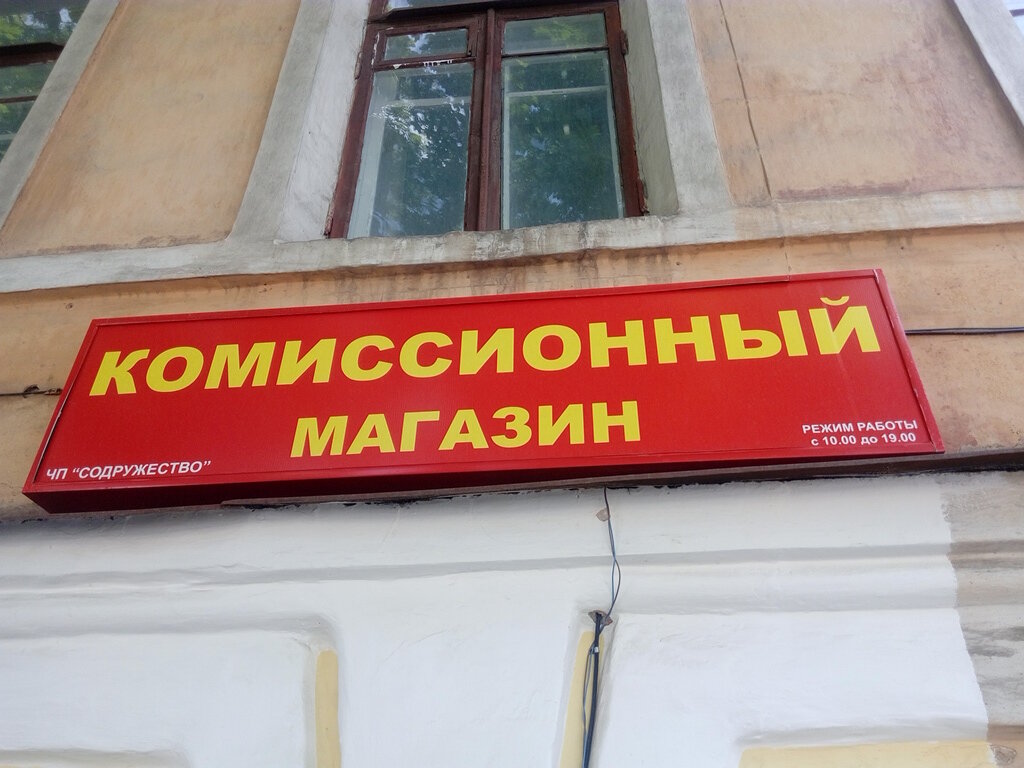 КОМИССИОННЫЙ
МАГАЗИН
ЧП "СОДРУЖЕСТВО"
РЕЖИМ РАБОТЫ
с 10.00 до 19.00